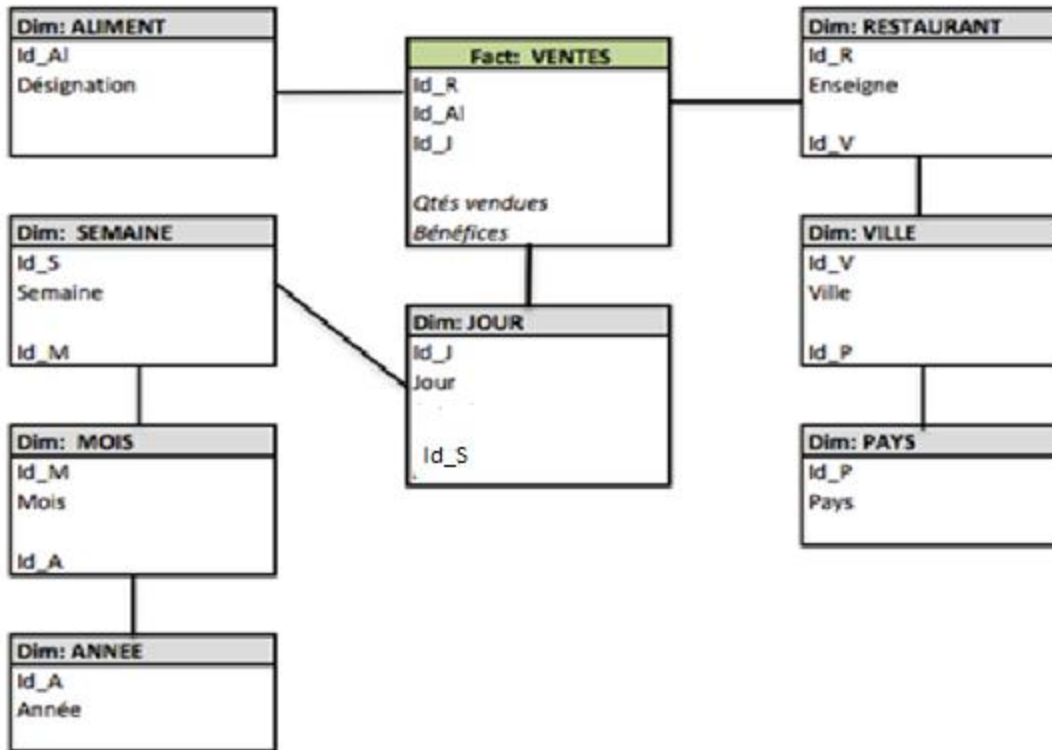 Dim: ALIMENT
Id_Al
Désignation
Fact: VENTES
Id_R
Id_Al
Id_J
Qtés vendues
Bénéfices
Dim: RESTAURANT
Id_R
Enseigne
Id_V
Dim: SEMAINE
Id_S
Semaine
Id_M
Dim: JOUR
Id_J
Jour
Id_S
Dim: VILLE
Id_V
Ville
Id_P
Dim: MOIS
Id_M
Mois
Id_A
Dim: PAYS
Id_P
Pays
Dim: ANNEE
Id_A
Année